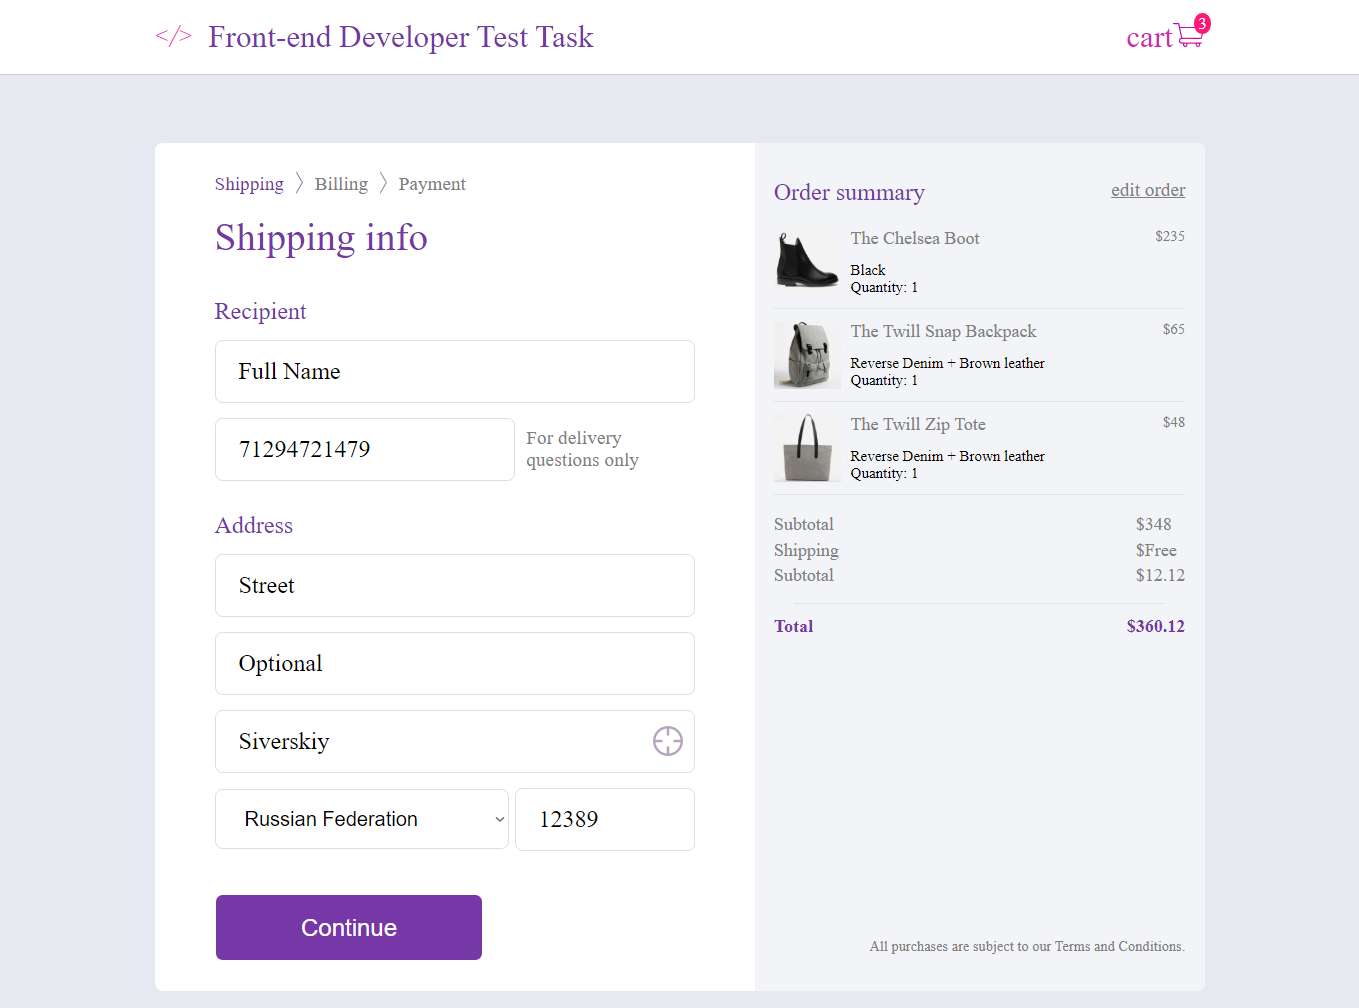 </> Front-end Developer Test Task
cart 3
Shipping Billing Payment
Shipping info
Recipient
Full Name
71294721479
For delivery
questions only
Address
Street
Optional
Siverskiy
Russian Federation
12389
Continue
Order summary
edit order
The Chelsea Boot
$235
Black
Quantity: 1
The Twill Snap Backpack
$65
Reverse Denim + Brown leather
Quantity: 1
The Twill Zip Tote
$48
Reverse Denim + Brown leather
Quantity: 1
Subtotal $348
Shipping $Free
Subtotal $12.12
Total $360.12
All purchases are subject to our Terms and Conditions.